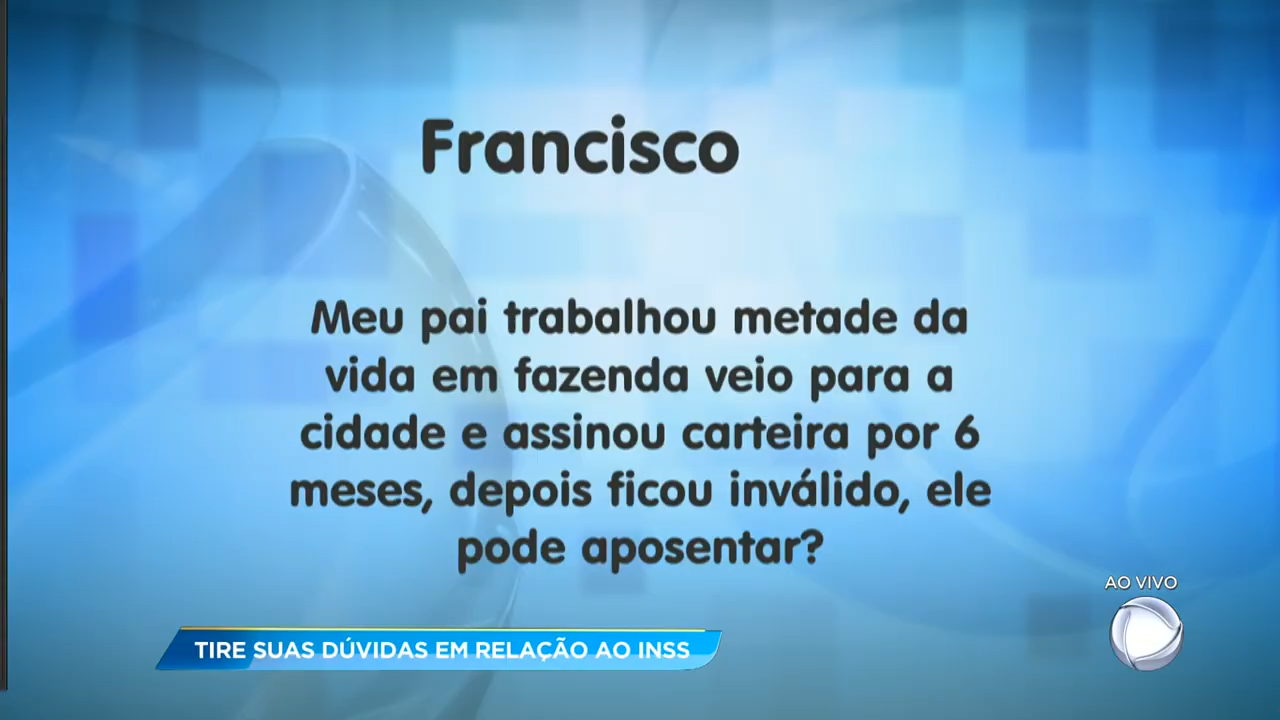 Francisco
Meu pai trabalhou metade da
vida em fazenda veio para a
cidade e assinou carteira por 6
meses, depois ficou inválido, ele
pode aposentar?
AO VIVO
TIRE SUAS DÚVIDAS EM RELAÇÃO AO INSS